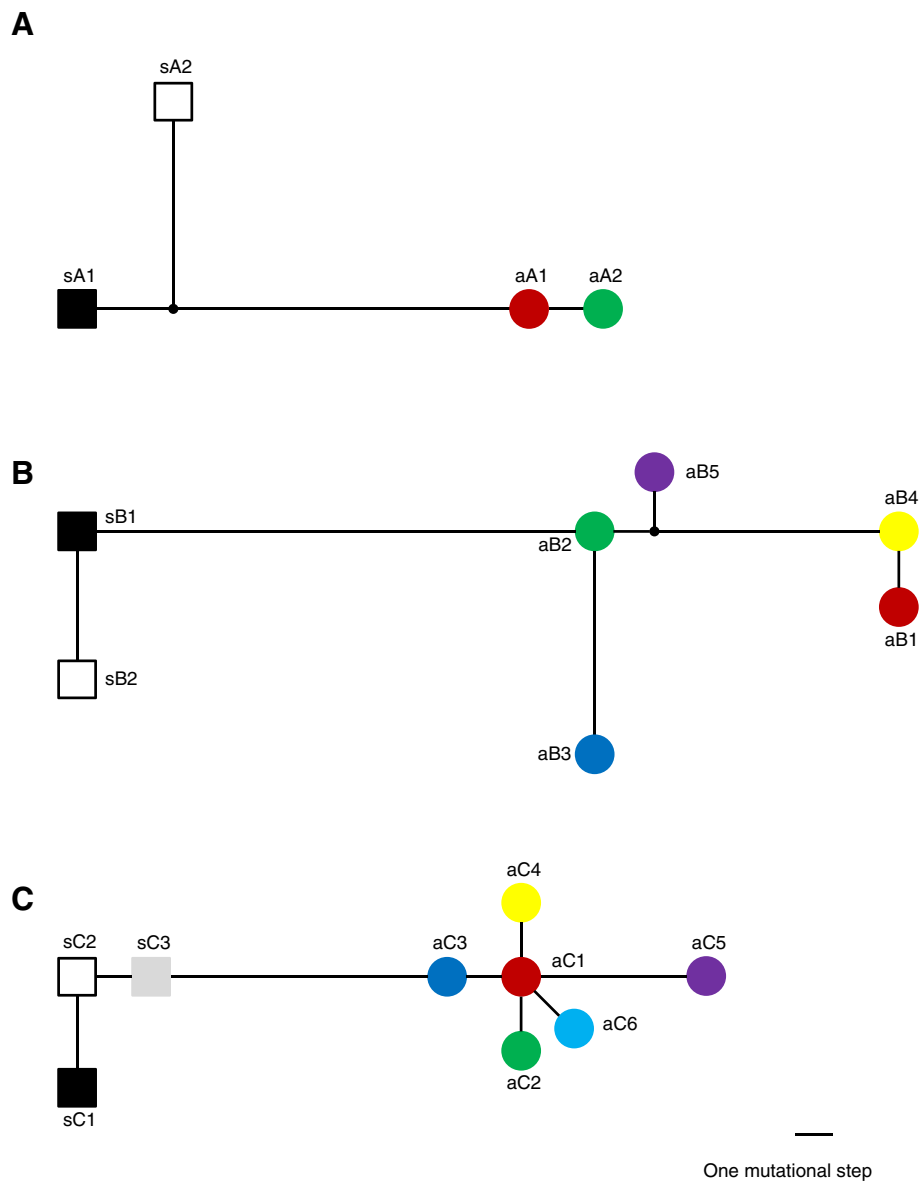 A
sA2
sA1
aA1
aA2
B
sB1
aB5
aB4
aB2
aB1
sB2
aB3
C
aC4
sC2
sC3
aC3
aC1
aC5
aC6
aC2
sC1
One mutational step